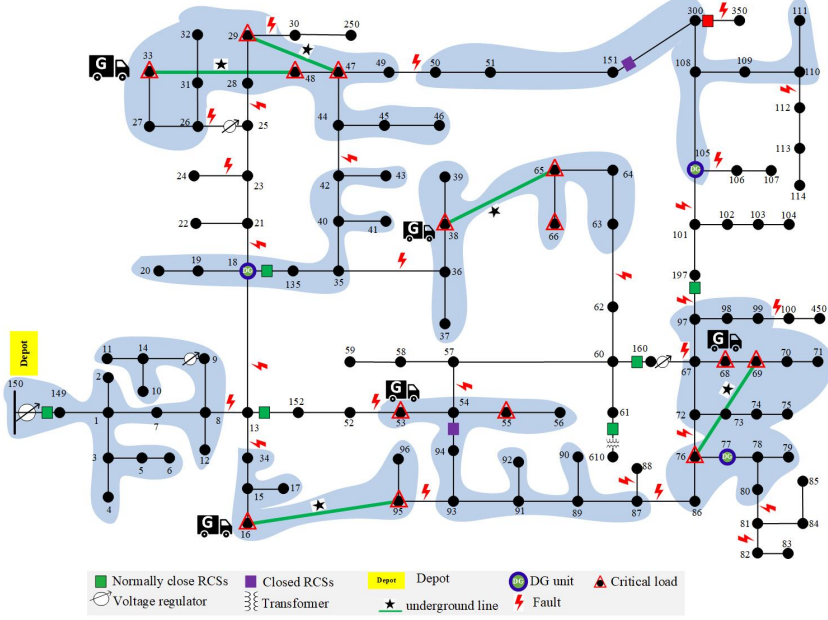 32 29 30 250 300 350 111
33 48 47 49 50 51 151 108 109 110
G
31 28
27 26 25 44 45 46 112
105
DG 106 107 113
24 23 42 43 39 65 64 114
22 21 40 41 G 38 66 63 101 102 103 104
20 19 18 DG 135 35 36 197
62
37 97 98 99 100 450
Depot
11 14 9 59 58 57 60 160 67 G 68 69 70 71
150 149 2 10
G
1 7 8 13 152 52 53 54 55 56 61 72 73 74 75
12 34 96 94 92 90 610 88 76 77 DG 78 79
3 5 6 15 17 80 85
4 G 16 95 93 91 89 87 86 81 84
82 83
Normally close RCSs Closed RCSs Depot Depot DG DG unit Critical load
Voltage regulator Transformer underground line Fault